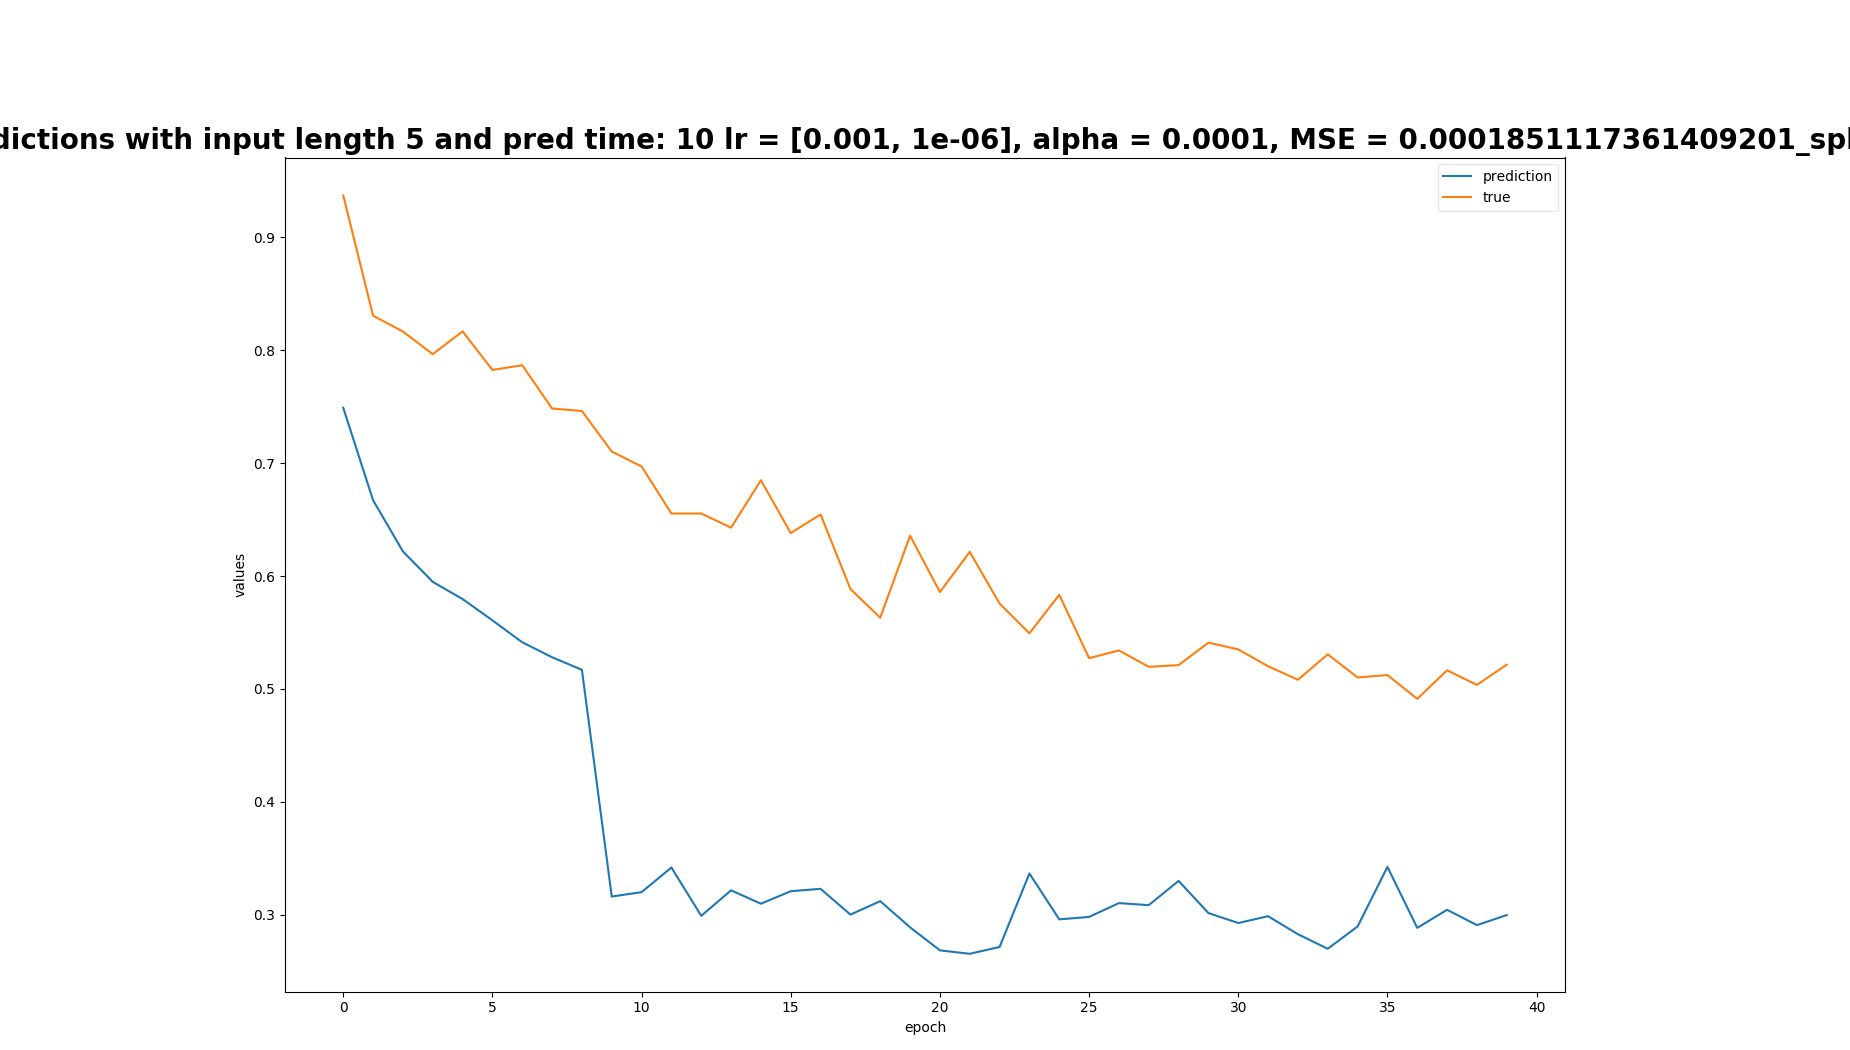 dictions with input length 5 and pred time: 10 lr = [0.001, 1e-06], alpha = 0.0001, MSE = 0.0001851117361409201_spl
prediction
true
0.9
0.8
0.7
0.6
0.5
0.4
0.3
values
0 5 10 15 20 25 30 35 40
epoch